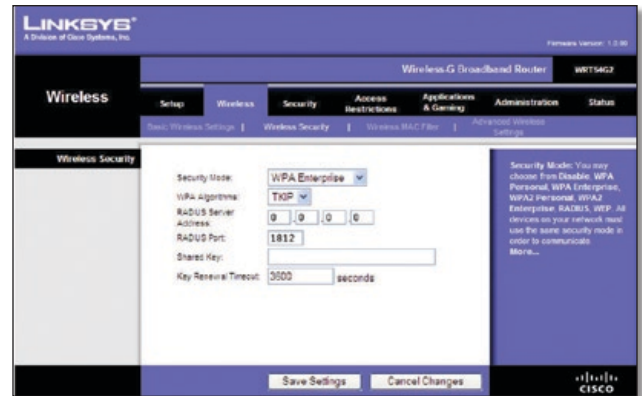 LINKSYS®
A Division of Cisco Systems, Inc.
Firmware Version: 1.0.00
Wireless-G Broadband Router
WRT54G2
Wireless
Setup
Wireless
Security
Access Restrictions
Applications & Gaming
Administration
Status
Basic Wireless Settings |
Wireless Security
| Wireless MAC Filter |
Advanced Wireless Settings
Wireless Security
Security Mode: WPA Enterprise
WPA Algorithms: TKIP
RADIUS Server Address: 0 . 0 . 0 . 0
RADIUS Port: 1812
Shared Key:
Key Renewal Timeout: 3600 seconds
Security Mode: You may
choose from Disable, WPA
Personal, WPA Enterprise,
WPA2 Personal, WPA2
Enterprise, RADIUS, WEP. All
devices on your network must
use the same security mode in
order to communicate.
More...
Save Settings
Cancel Changes
CISCO